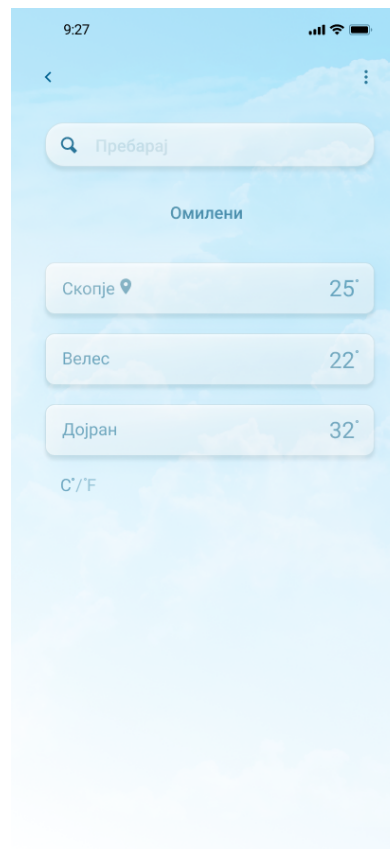 9:27
Пребарај
Омилени
Скопје 25°
Велес 22°
Дојран 32°
C°/°F